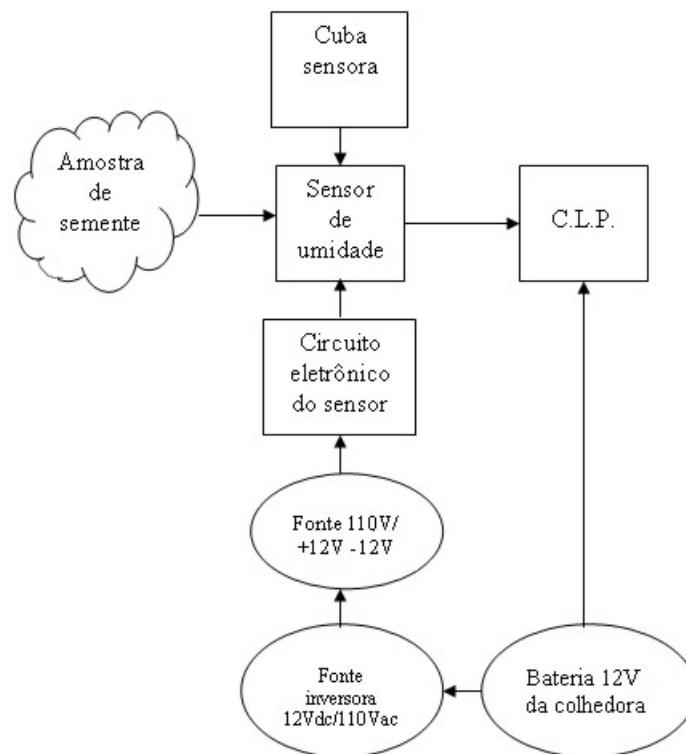 Cuba
sensora
Amostra
de
semente
Sensor
de
umidade
C.L.P.
Circuito
eletrônico
do sensor
Fonte 110V/
+12V -12V
Fonte
inversora
12Vdc/110Vac
Bateria 12V
da colhedora